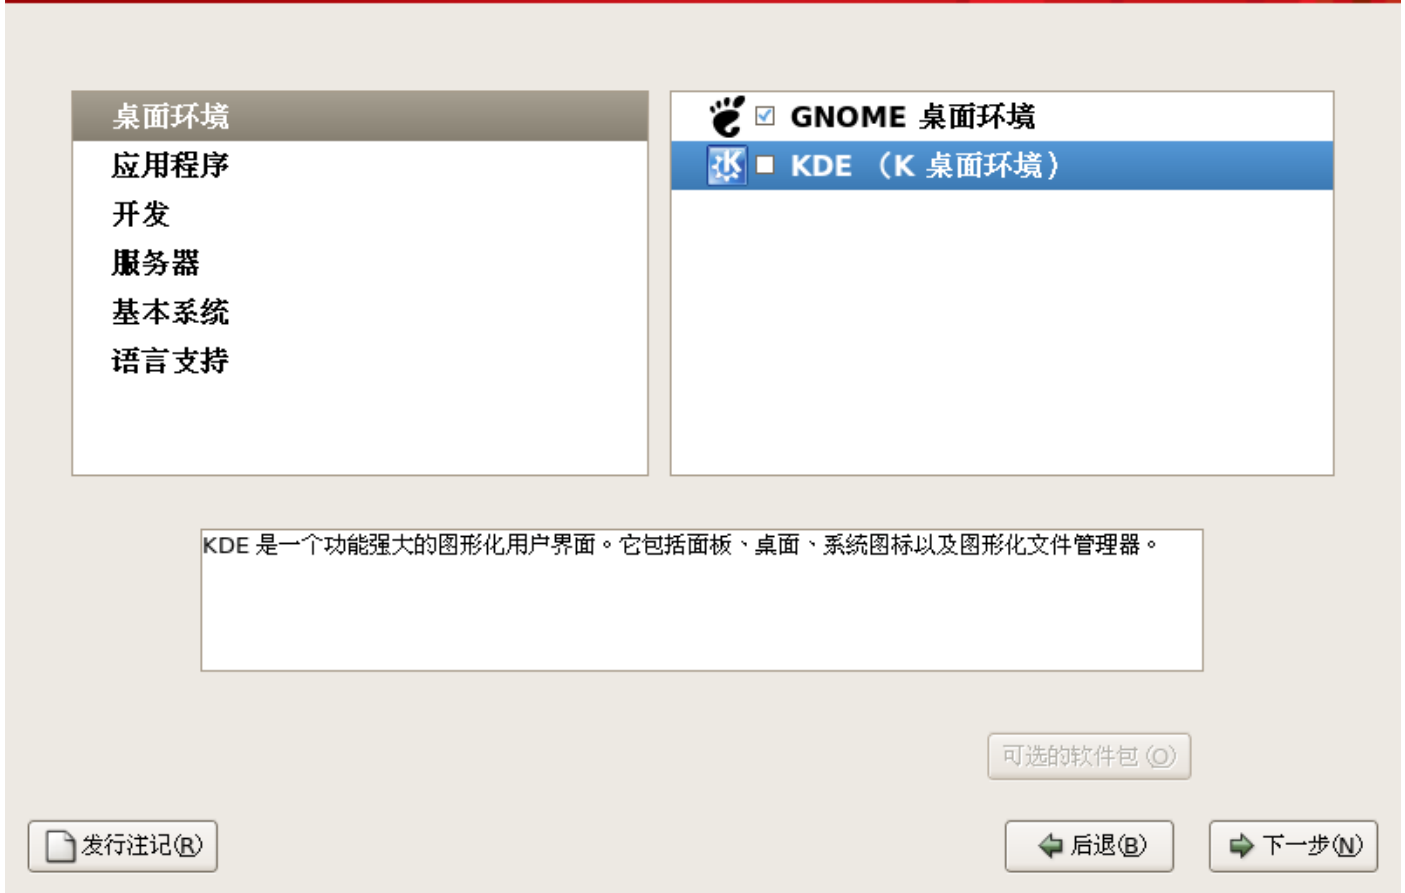 桌面环境
应用程序
开发
服务器
基本系统
语言支持
GNOME 桌面环境
KDE （K 桌面环境）
KDE 是一个功能强大的图形化用户界面。它包括面板、桌面、系统图标以及图形化文件管理器。
可选的软件包(O)
发行注记(R)
后退(B)
下一步(N)